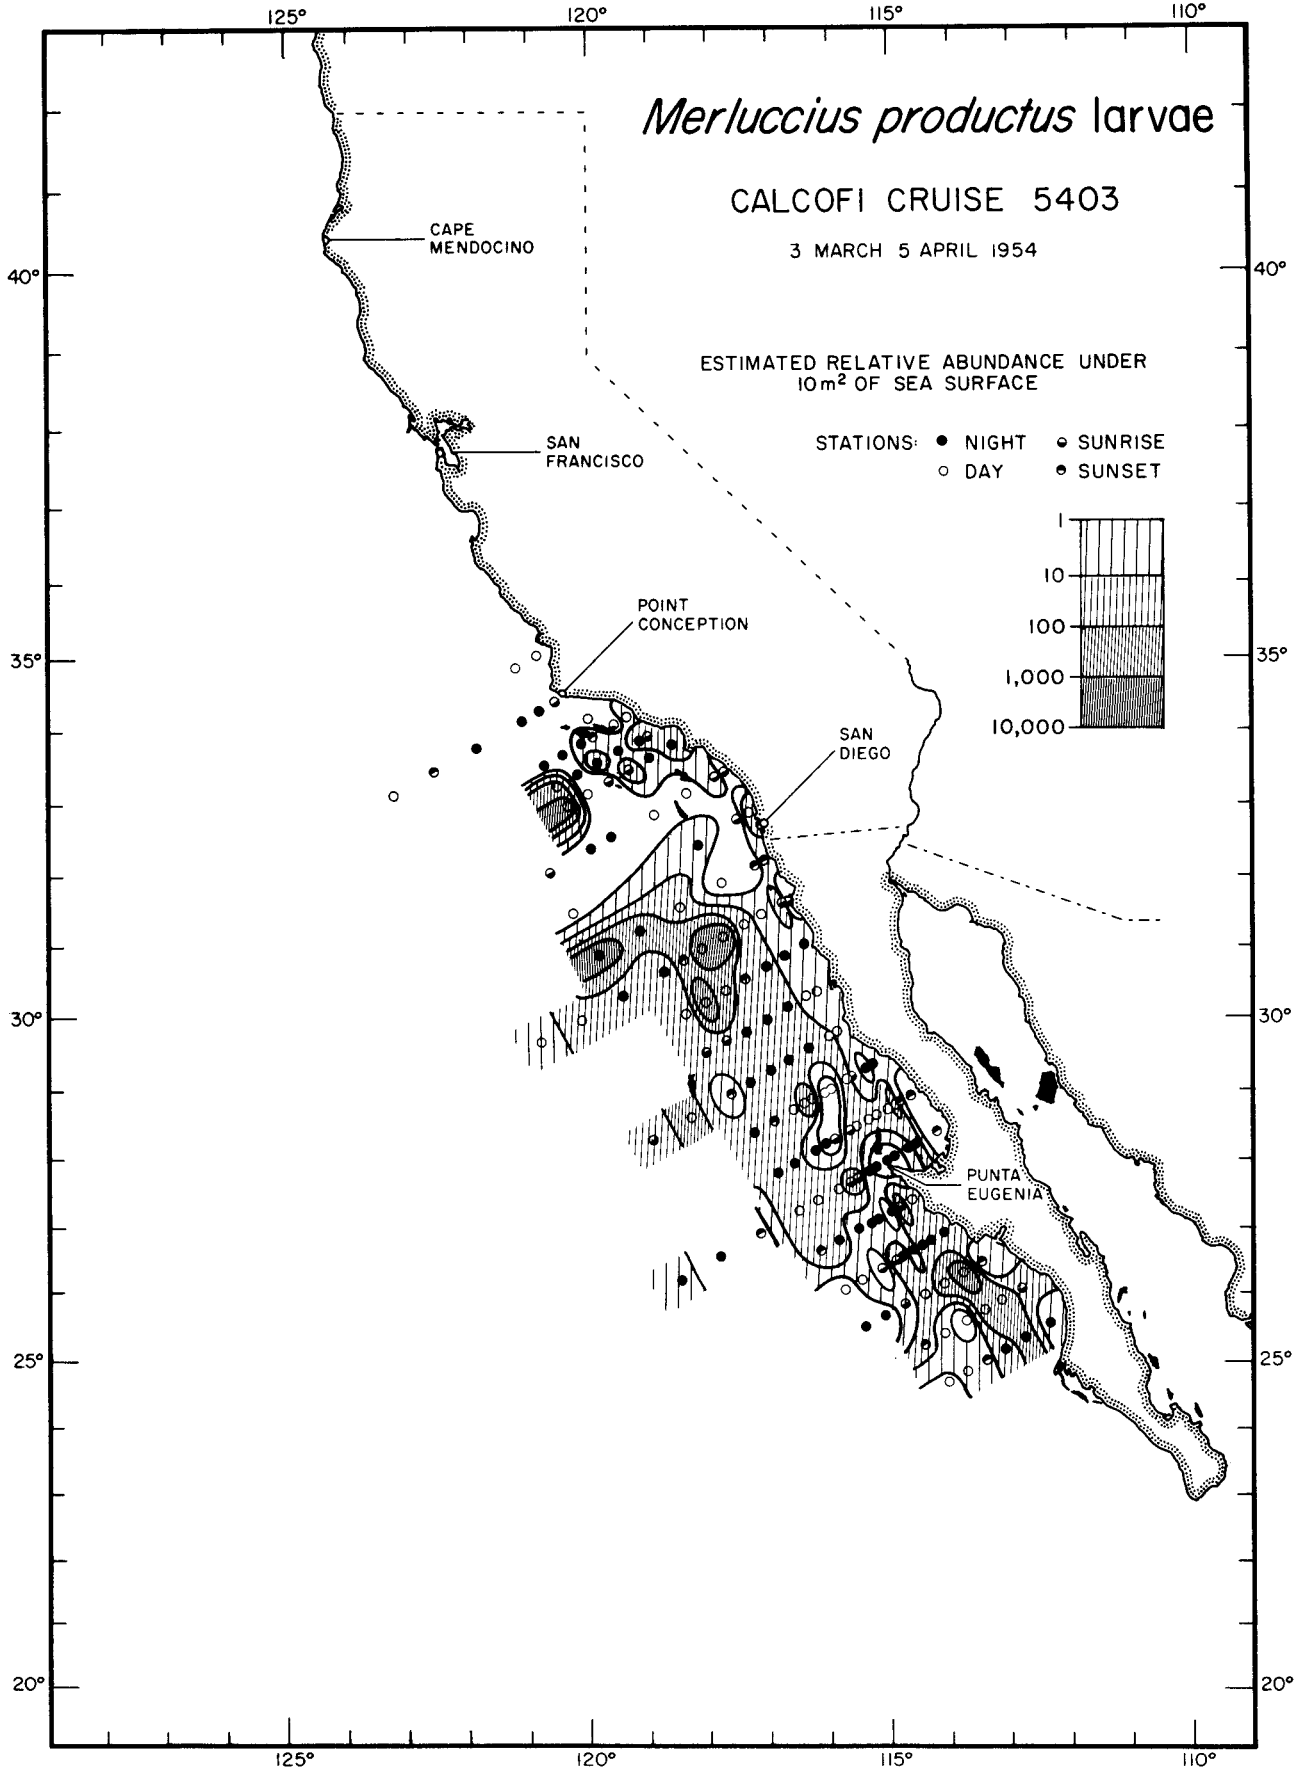 125° 120° 115° 110°
Merluccius productus larvae
CALCOFI CRUISE 5403
3 MARCH 5 APRIL 1954
CAPE
MENDOCINO
40° 40°
ESTIMATED RELATIVE ABUNDANCE UNDER
10m² OF SEA SURFACE
STATIONS: NIGHT SUNRISE
DAY SUNSET
SAN
FRANCISCO
1
10
100
1,000
10,000
POINT
CONCEPTION
35° 35°
SAN
DIEGO
30° 30°
PUNTA
EUGENIA
25° 25°
20° 20°
125° 120° 115° 110°